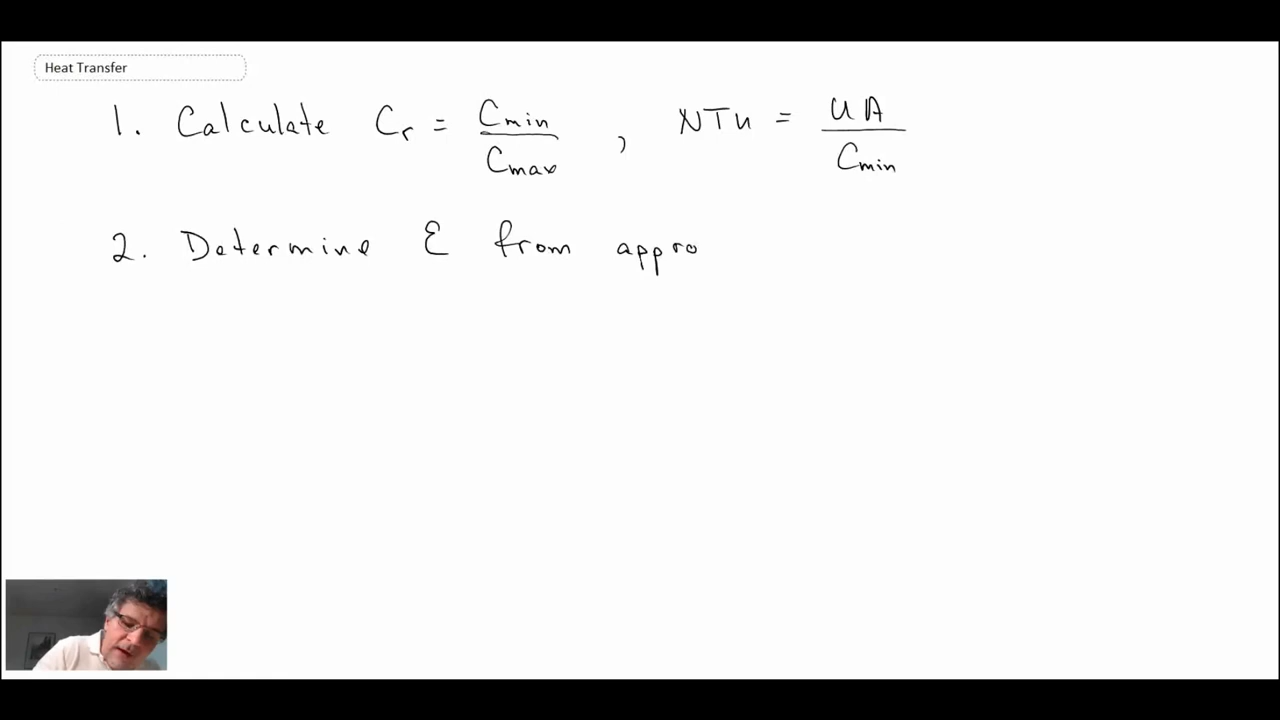 Heat Transfer
1. Calculate Cr = Cmin / Cmax , NTU = UA / Cmin
2. Determine ε from appro